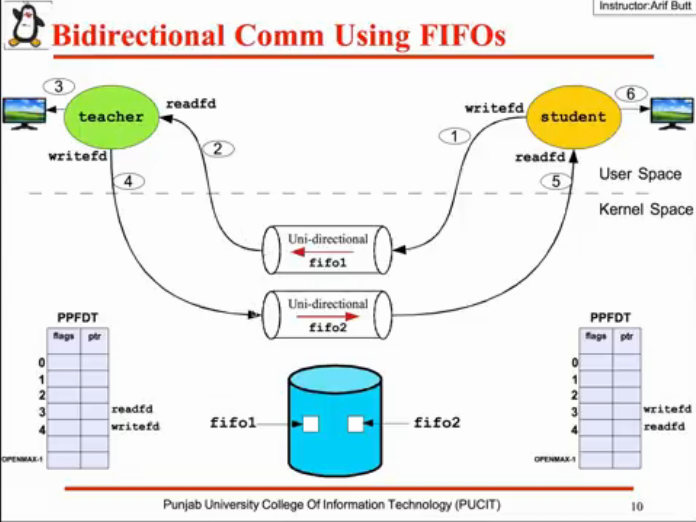 Instructor:Arif Butt
Bidirectional Comm Using FIFOs
3
6
teacher
readfd
writefd
student
2
1
writefd
readfd
4
5
User Space
Kernel Space
Uni-directional
fifo1
Uni-directional
fifo2
PPFDT
flags ptr
0
1
2
3 readfd
4 writefd
OPENMAX-1
fifo1
fifo2
PPFDT
flags ptr
0
1
2
3 writefd
4 readfd
OPENMAX-1
Punjab University College Of Information Technology (PUCIT)
10